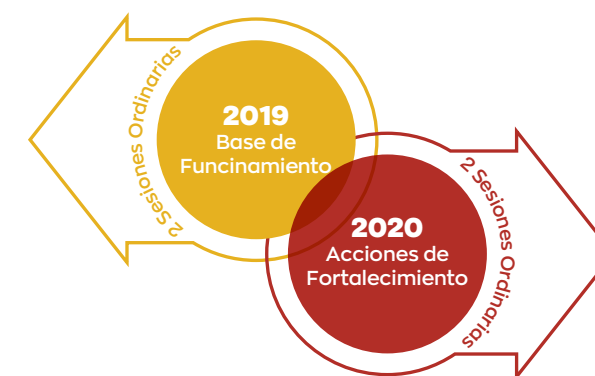 2 Sesiones Ordinarias
2019
Base de
Funcinamiento
2020
Acciones de
Fortalecimiento
2 Sesiones Ordinarias